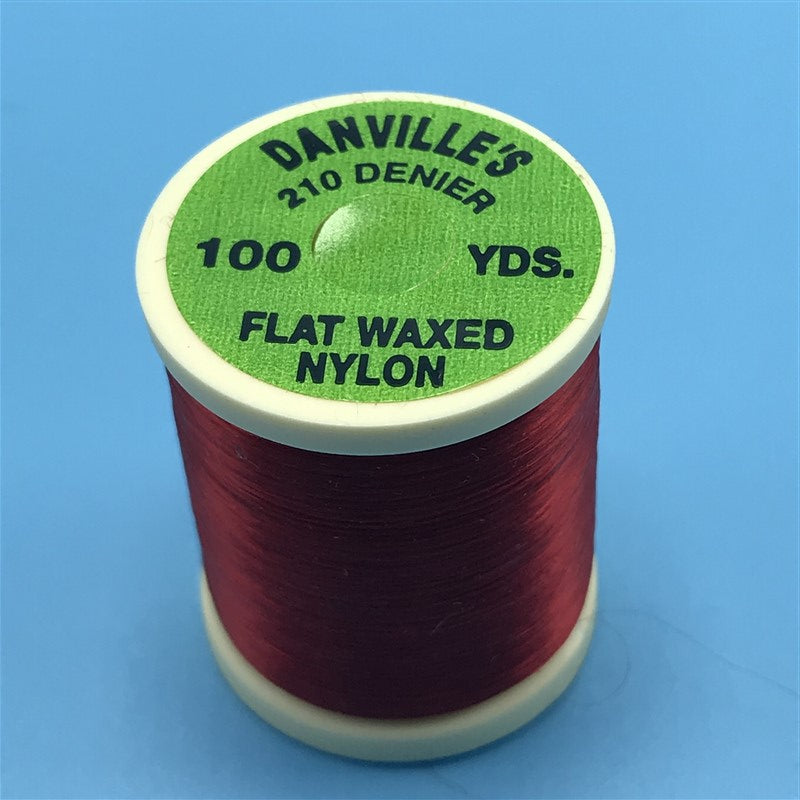 DANVILLE'S
210 DENIER
100 YDS.
FLAT WAXED
NYLON